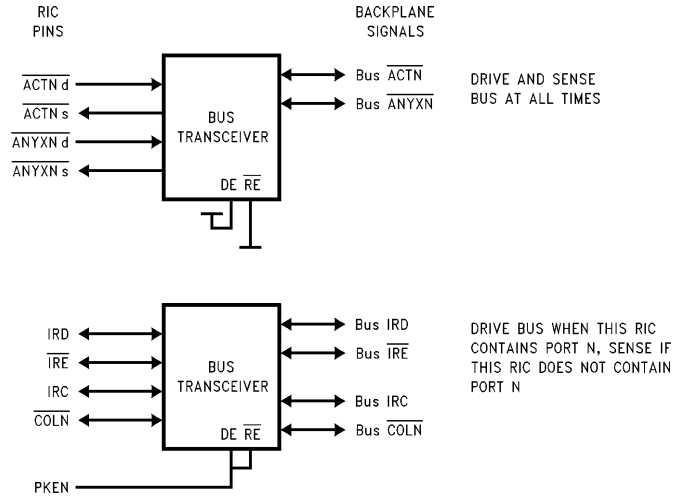 RIC
PINS
BACKPLANE
SIGNALS
ACTN d
ACTN s
ANYXN d
ANYXN s
BUS
TRANSCEIVER
DE RE
Bus ACTN
Bus ANYXN
DRIVE AND SENSE
BUS AT ALL TIMES
IRD
IRE
IRC
COLN
PKEN
BUS
TRANSCEIVER
DE RE
Bus IRD
Bus IRE
Bus IRC
Bus COLN
DRIVE BUS WHEN THIS RIC
CONTAINS PORT N, SENSE IF
THIS RIC DOES NOT CONTAIN
PORT N